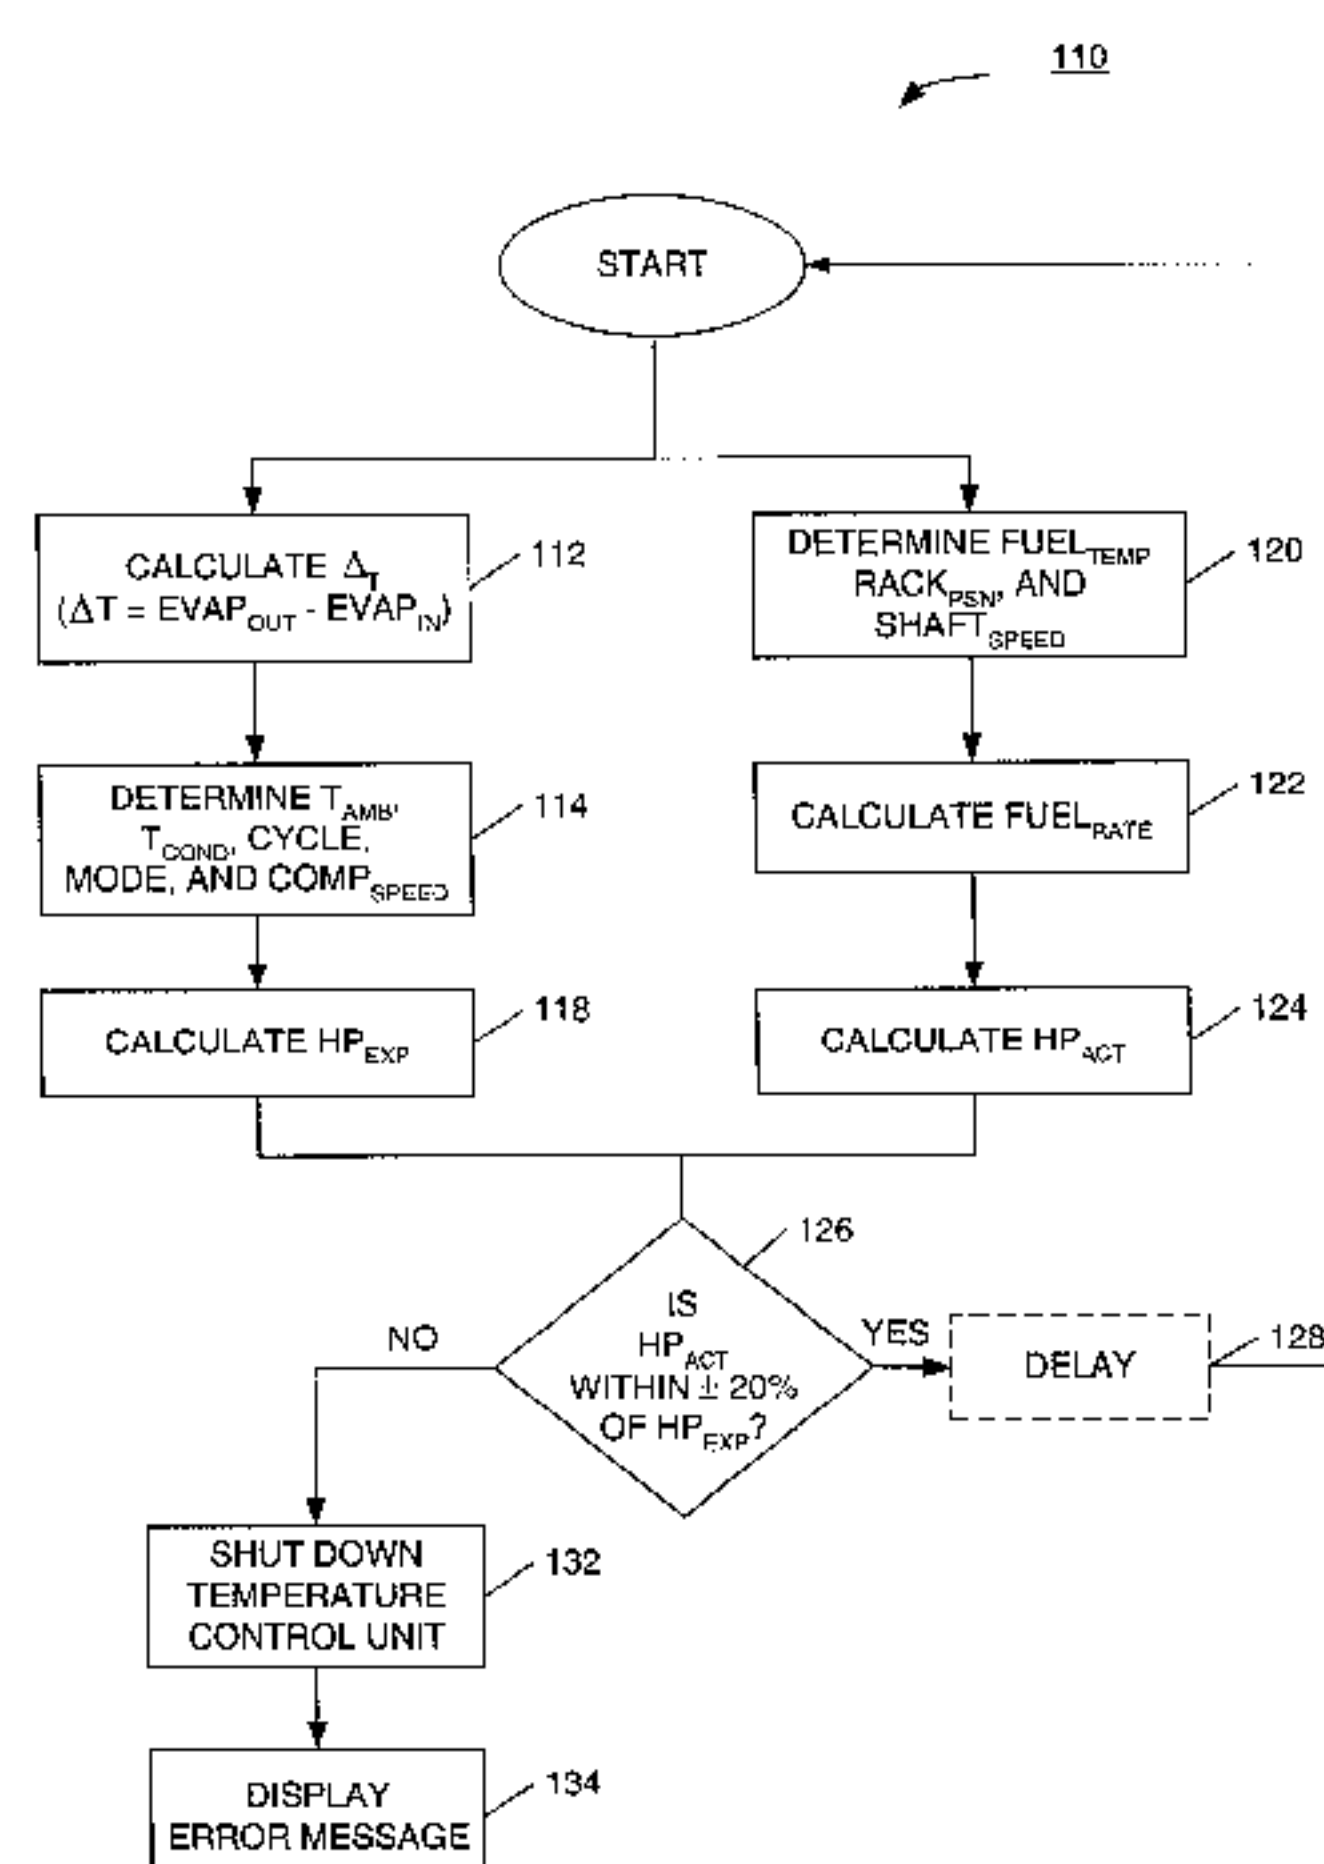 110
START
CALCULATE ΔT
(ΔT = EVAPOUT - EVAPIN)
112
DETERMINE TAMB,
TCOND, CYCLE,
MODE, AND COMPSPEED
114
CALCULATE HPEXP
118
DETERMINE FUELTEMP
RACKPSN, AND
SHAFTSPEED
120
CALCULATE FUELRATE
122
CALCULATE HPACT
124
IS
HPACT
WITHIN ± 20%
OF HPEXP?
126
NO
YES
DELAY
128
SHUT DOWN
TEMPERATURE
CONTROL UNIT
132
DISPLAY
ERROR MESSAGE
134